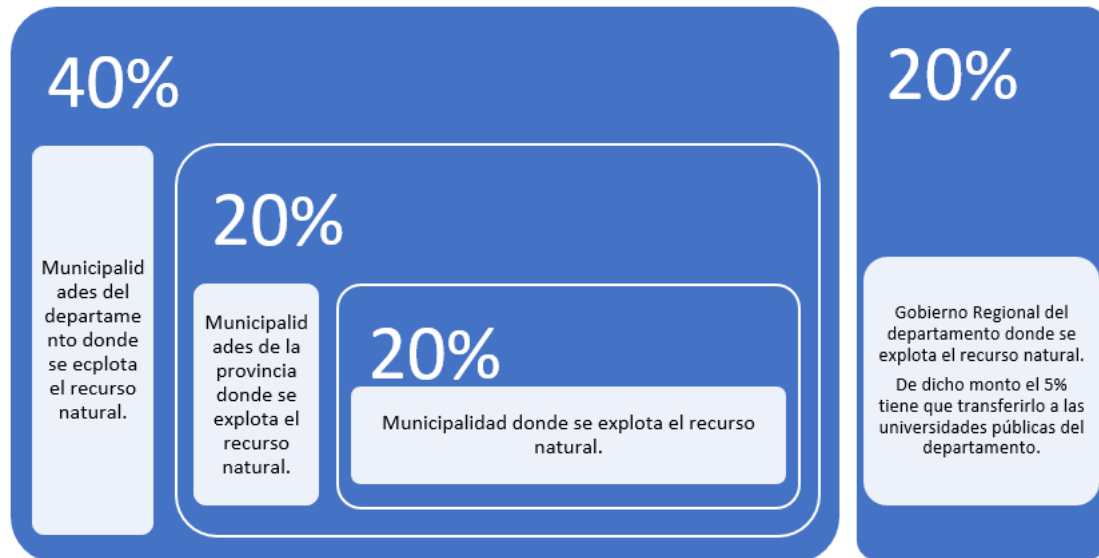 40%
Municipalid
ades del
departame
nto donde
se ecplota
el recurso
natural.
20%
Municipalid
ades de la
provincia
donde se
explota el
recurso
natural.
20%
Municipalidad donde se explota el recurso
natural.
20%
Gobierno Regional del
departamento donde se
explota el recurso natural.
De dicho monto el 5%
tiene que transferirlo a las
universidades públicas del
departamento.